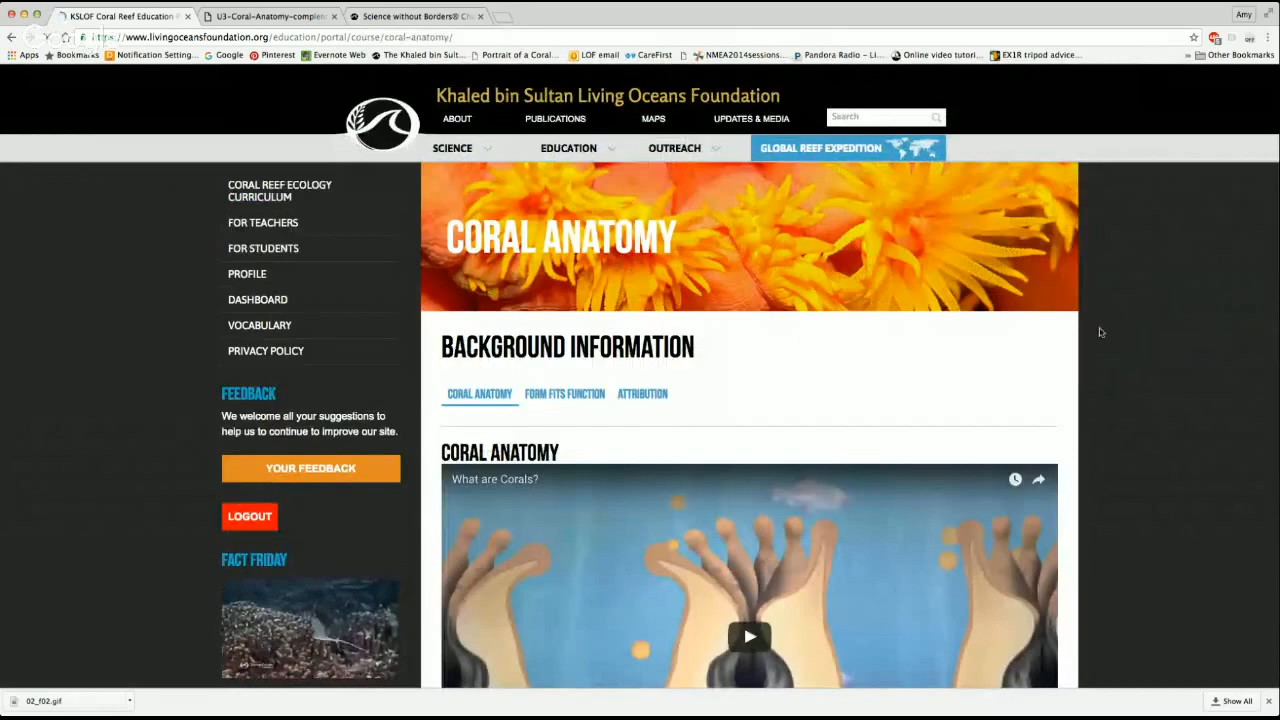 KSLOF Coral Reef Education P
U3-Coral-Anatomy-complem
Science without Borders® Ch
Amy
https://www.livingoceansfoundation.org/education/portal/course/coral-anatomy/
Apps Bookmarks Notification Setting... Google Pinterest Evernote Web The Khaled bin Sult... Portrait of a Coral... LOF email CareFirst NMEA2014sessions... Pandora Radio – Li... Online video tutori... EX1R tripod advice... » Other Bookmarks
Khaled bin Sultan Living Oceans Foundation
ABOUT PUBLICATIONS MAPS UPDATES & MEDIA Search
SCIENCE EDUCATION OUTREACH GLOBAL REEF EXPEDITION
CORAL REEF ECOLOGY
CURRICULUM
FOR TEACHERS
FOR STUDENTS
PROFILE
DASHBOARD
VOCABULARY
PRIVACY POLICY
FEEDBACK
We welcome all your suggestions to
help us to continue to improve our site.
YOUR FEEDBACK
LOGOUT
FACT FRIDAY
CORAL ANATOMY
BACKGROUND INFORMATION
CORAL ANATOMY FORM FITS FUNCTION ATTRIBUTION
CORAL ANATOMY
What are Corals?
02_f02.gif
Show All